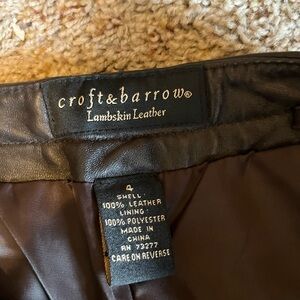 croft&barrow®
Lambskin Leather
4
SHELL:
100% LEATHER
LINING:
100% POLYESTER
MADE IN
CHINA
RN 73277
CARE ON REVERSE